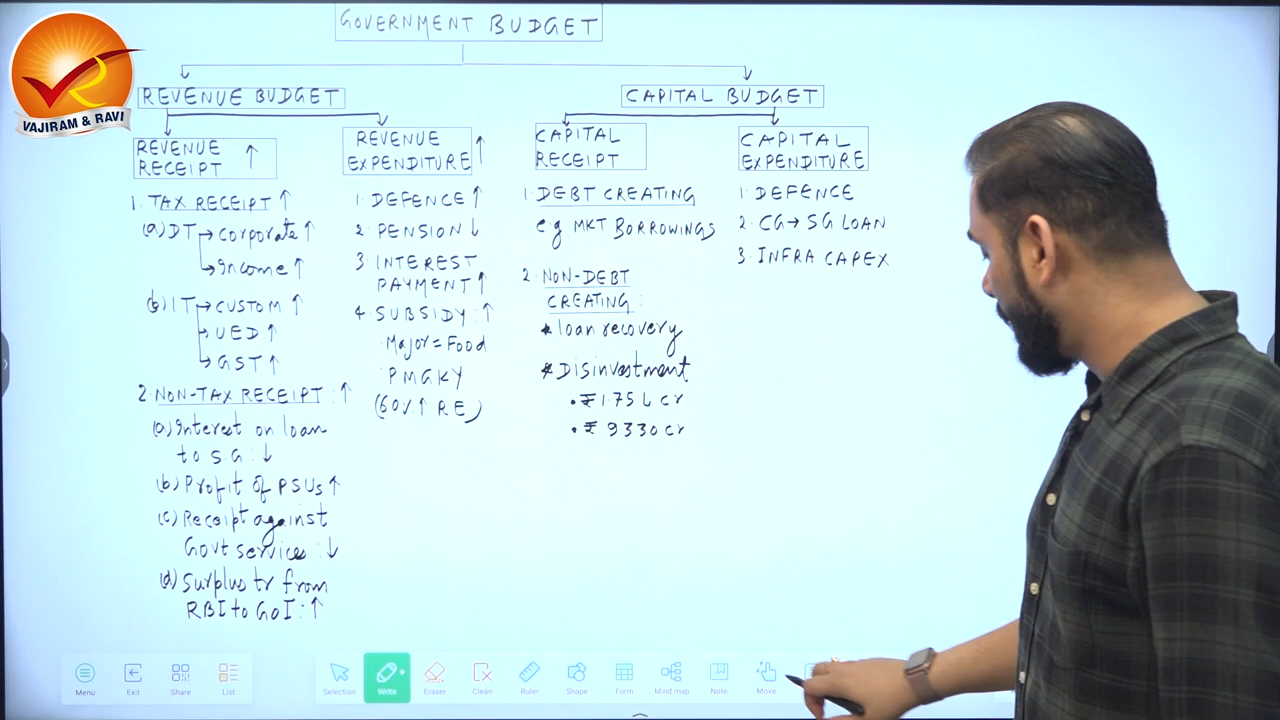 GOVERNMENT BUDGET
VAJIRAM & RAVI
REVENUE BUDGET
REVENUE
RECEIPT ↑
1. TAX RECEIPT ↑
(a) DT → Corporate ↑
→ Income ↑
(b) IT → CUSTOM ↑
→ UED ↑
→ GST ↑
2. NON-TAX RECEIPT : ↑
(a) Interest on loan
to S.G : ↓
(b) Profit of PSUs ↑
(c) Receipt against
Govt services : ↓
(d) Surplus tr from
RBI to GOI : ↑
REVENUE
EXPENDITURE ↑
1. DEFENCE ↑
2. PENSION ↓
3. INTEREST
PAYMENT ↑
4 SUBSIDY : ↑
Major = Food
PMGKY
(60% ↑ RE)
CAPITAL BUDGET
CAPITAL
RECEIPT
1. DEBT CREATING
eg MKT BORROWINGS
2. NON-DEBT
CREATING :
* loan recovery
* Disinvestment
• ₹ 1.75 L cr
• ₹ 9330 cr
CAPITAL
EXPENDITURE
1. DEFENCE
2. CG → SG LOAN
3. INFRA CAPEX
Menu
Exit
Share
List
Selection
Write
Eraser
Clean
Ruler
Shape
Form
Mind map
Note
Move